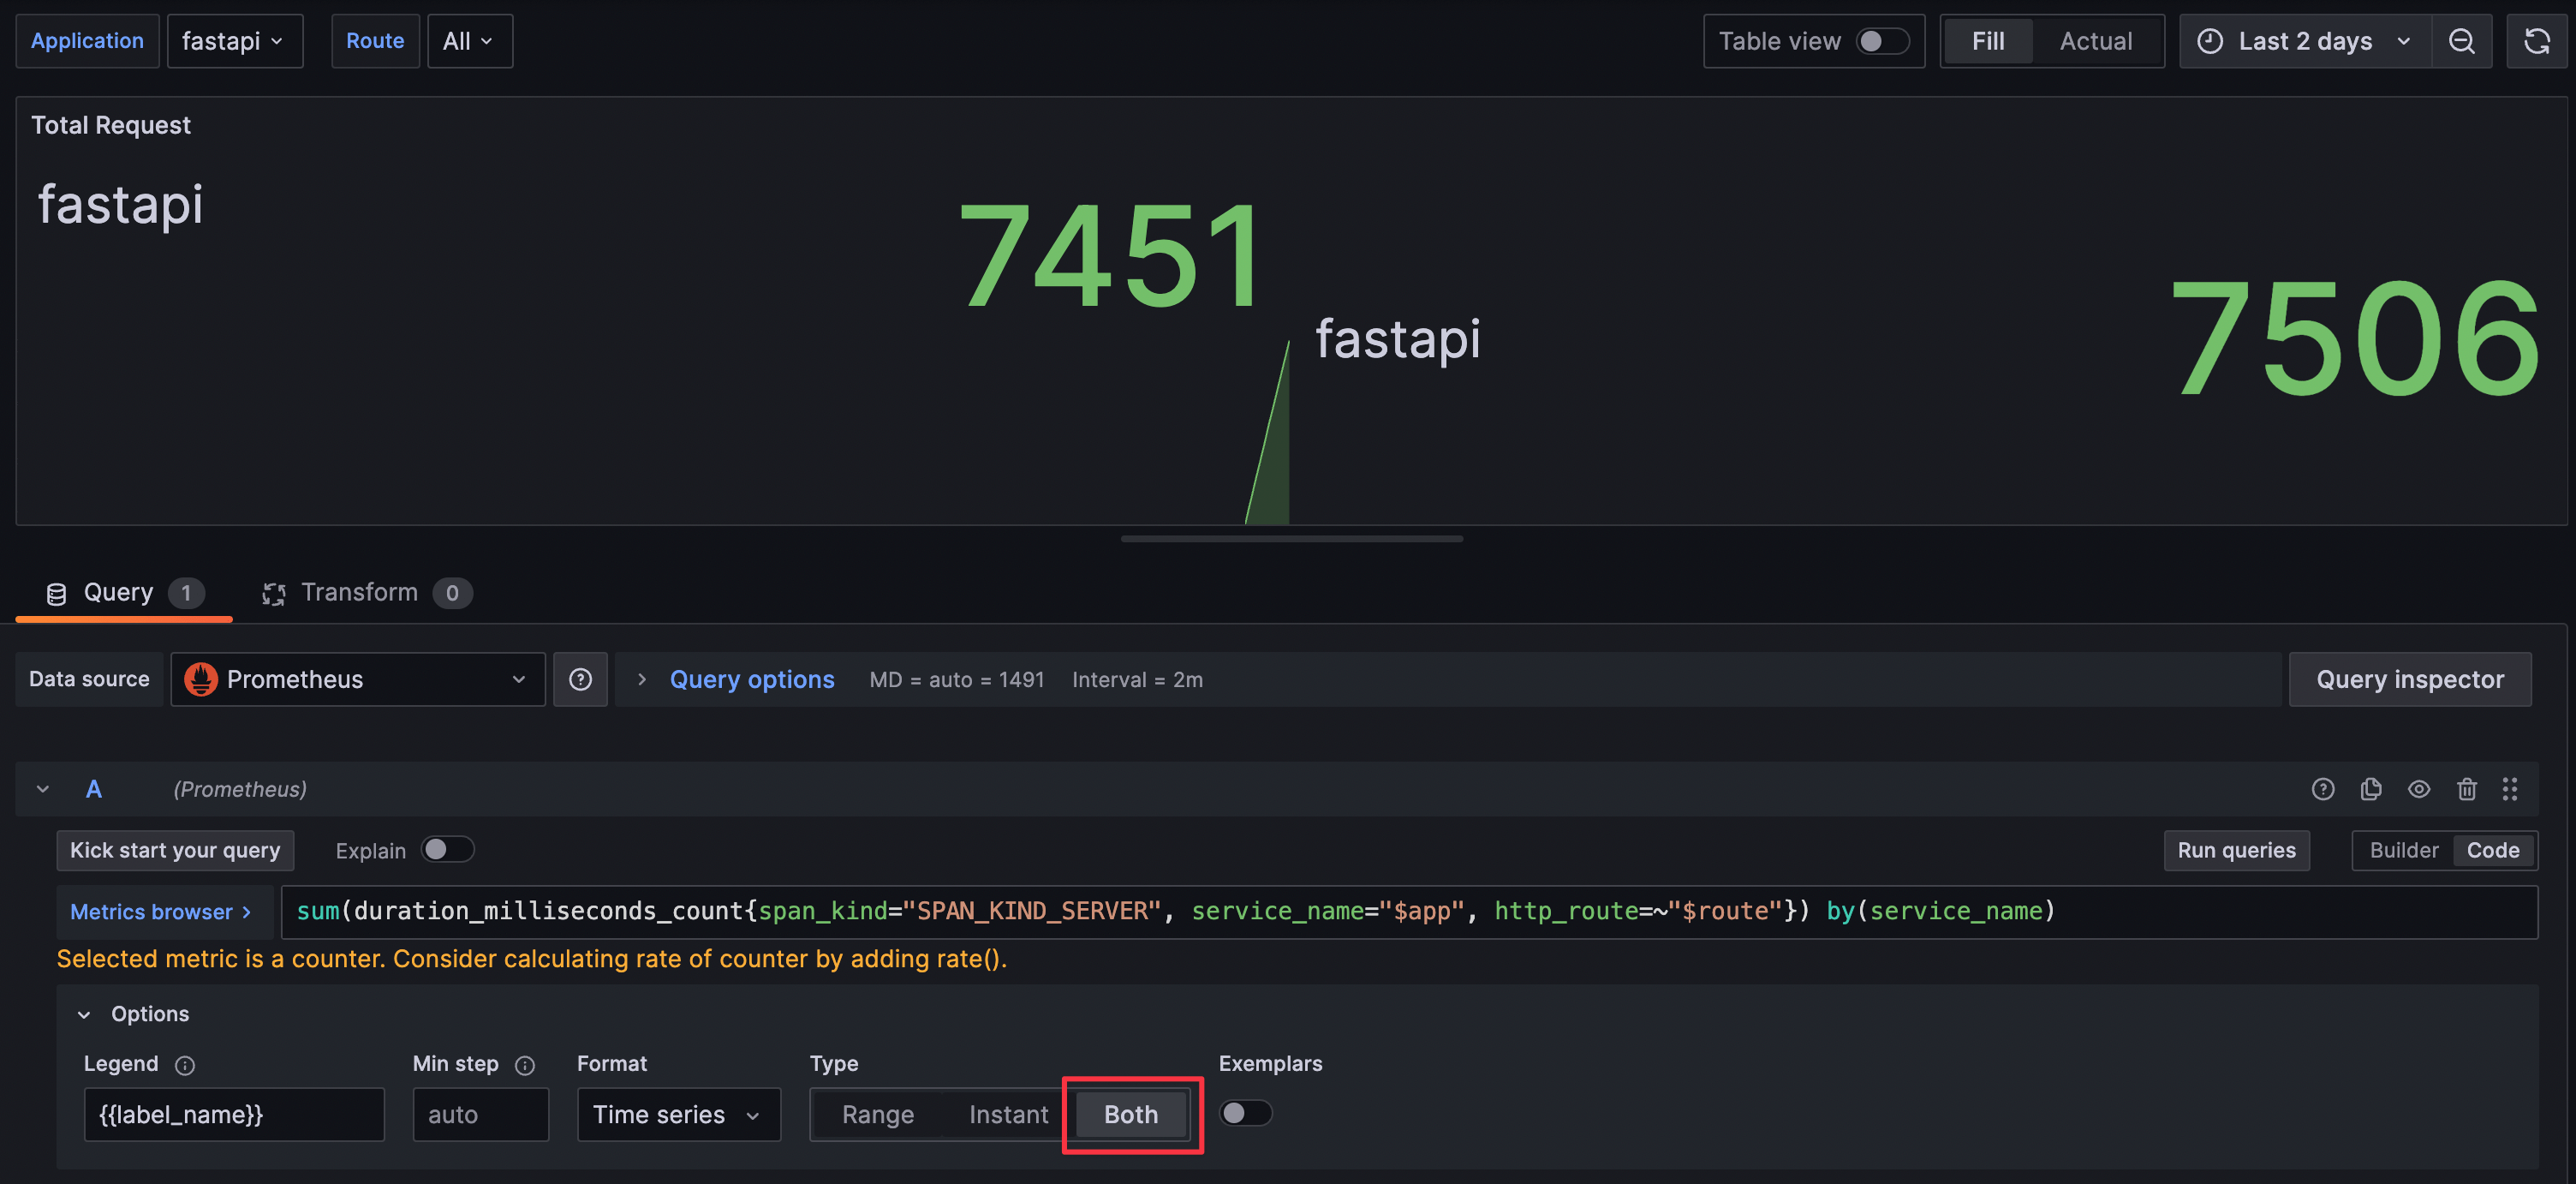 Application fastapi Route All Table view Fill Actual Last 2 days
Total Request
fastapi
7451
fastapi
7506
Query 1 Transform 0
Data source Prometheus Query options MD = auto = 1491 Interval = 2m Query inspector
A (Prometheus)
Kick start your query Explain Run queries Builder Code
Metrics browser > sum(duration_milliseconds_count{span_kind="SPAN_KIND_SERVER", service_name="$app", http_route=~"$route"}) by(service_name)
Selected metric is a counter. Consider calculating rate of counter by adding rate().
Options
Legend Min step Format Type Exemplars
{{label_name}} auto Time series Range Instant Both